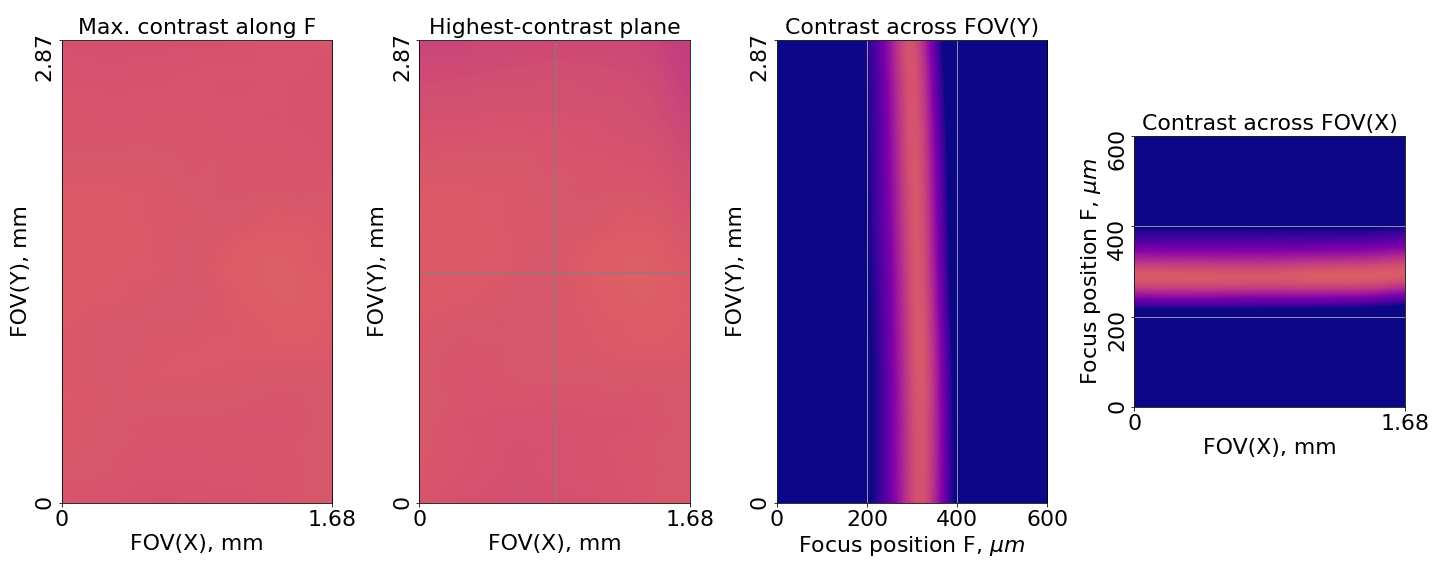 Max. contrast along F
2.87
FOV(Y), mm
0
0
1.68
FOV(X), mm
Highest-contrast plane
2.87
FOV(Y), mm
0
0
1.68
FOV(X), mm
Contrast across FOV(Y)
2.87
FOV(Y), mm
0
0
200
400
600
Focus position F, μm
Contrast across FOV(X)
600
400
200
0
Focus position F, μm
0
1.68
FOV(X), mm